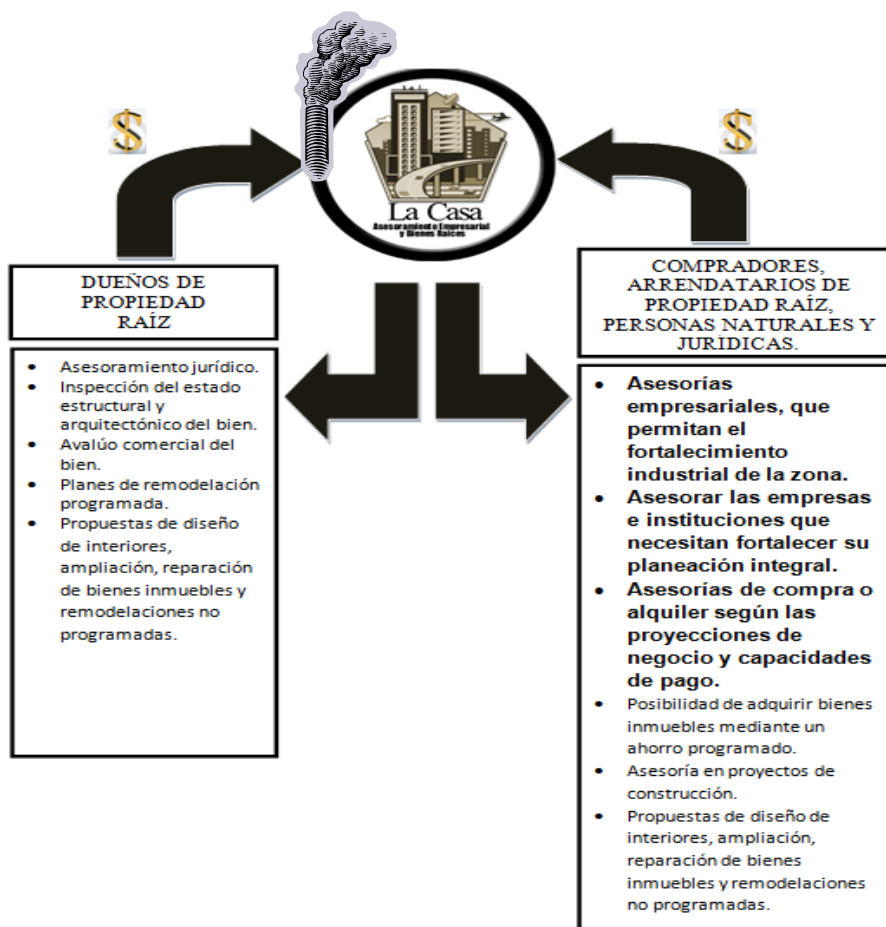 $
$
La Casa
Asesoramiento Empresarial
y Bienes Raíces
DUEÑOS DE
PROPIEDAD
RAÍZ
• Asesoramiento jurídico.
• Inspección del estado
estructural y
arquitectónico del bien.
• Avalúo comercial del
bien.
• Planes de remodelación
programada.
• Propuestas de diseño
de interiores,
ampliación, reparación
de bienes inmuebles y
remodelaciones no
programadas.
COMPRADORES,
ARRENDATARIOS DE
PROPIEDAD RAÍZ,
PERSONAS NATURALES Y
JURÍDICAS.
• Asesorías
empresariales, que
permitan el
fortalecimiento
industrial de la zona.
• Asesorar las empresas
e instituciones que
necesitan fortalecer su
planeación integral.
• Asesorías de compra o
alquiler según las
proyecciones de
negocio y capacidades
de pago.
• Posibilidad de adquirir bienes
inmuebles mediante un
ahorro programado.
• Asesoría en proyectos de
construcción.
• Propuestas de diseño de
interiores, ampliación,
reparación de bienes
inmuebles y remodelaciones
no programadas.